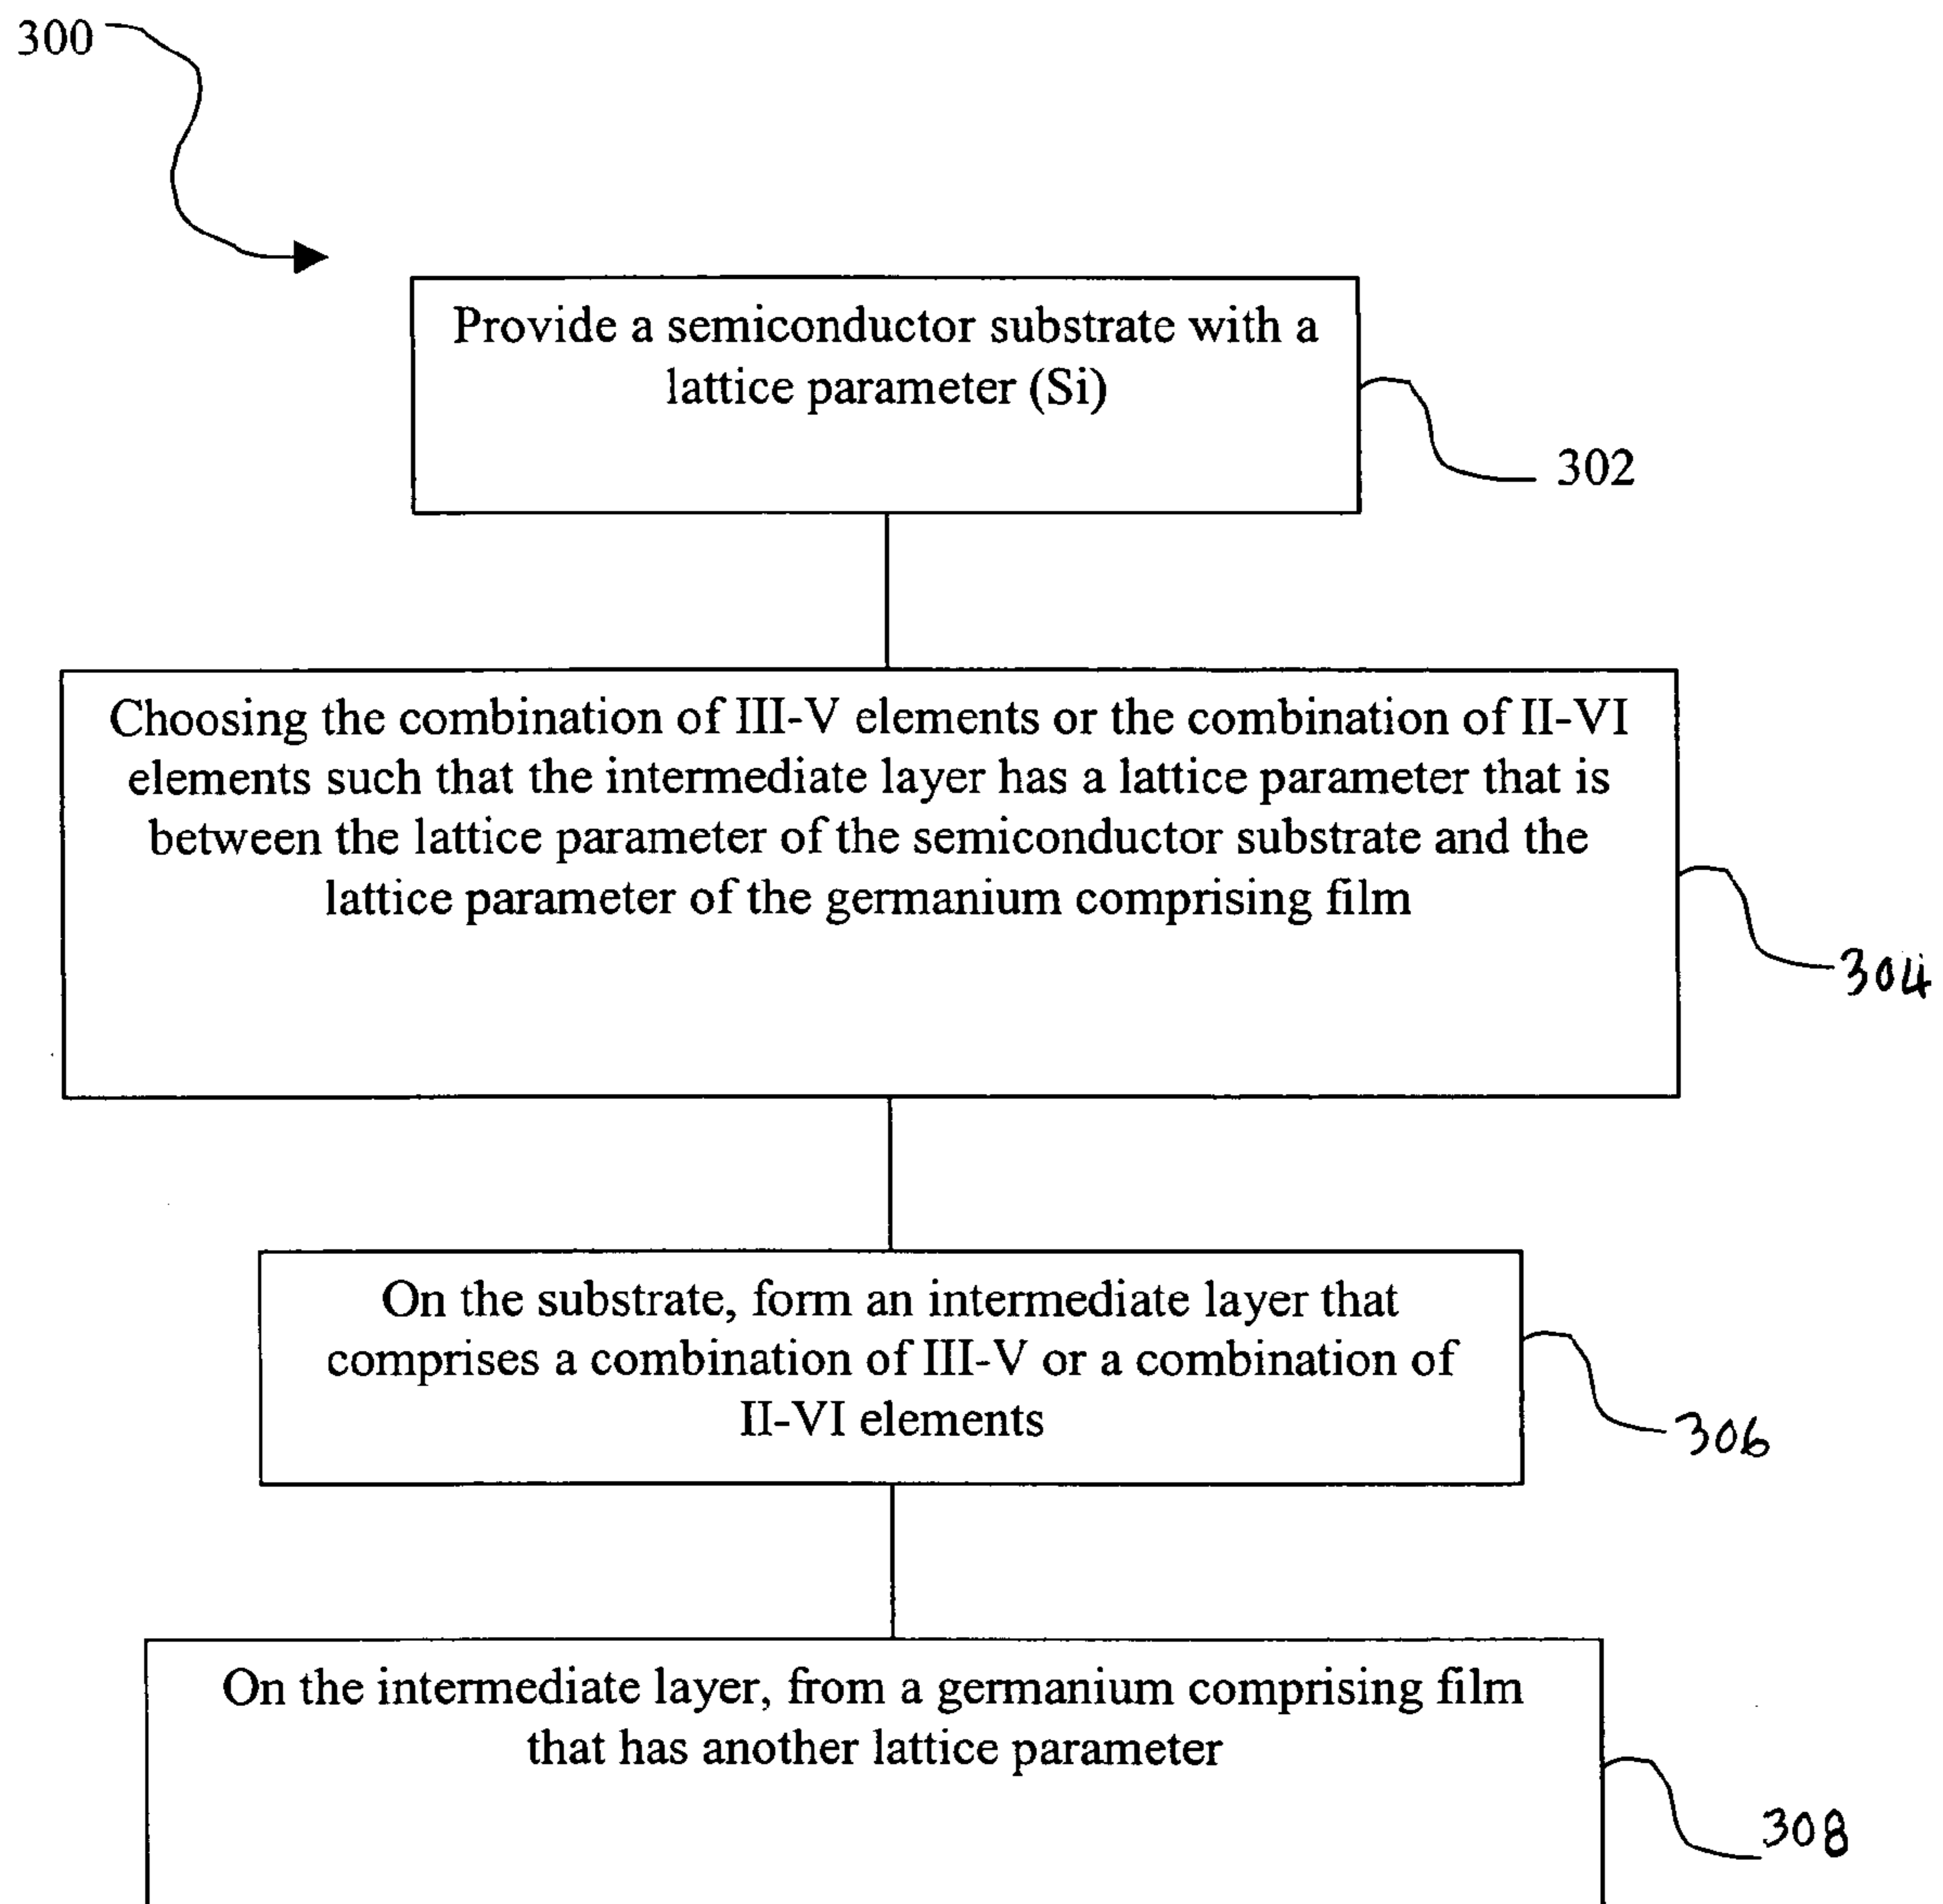 300
Provide a semiconductor substrate with a
lattice parameter (Si)
302
Choosing the combination of III-V elements or the combination of II-VI
elements such that the intermediate layer has a lattice parameter that is
between the lattice parameter of the semiconductor substrate and the
lattice parameter of the germanium comprising film
304
On the substrate, form an intermediate layer that
comprises a combination of III-V or a combination of
II-VI elements
306
On the intermediate layer, from a germanium comprising film
that has another lattice parameter
308